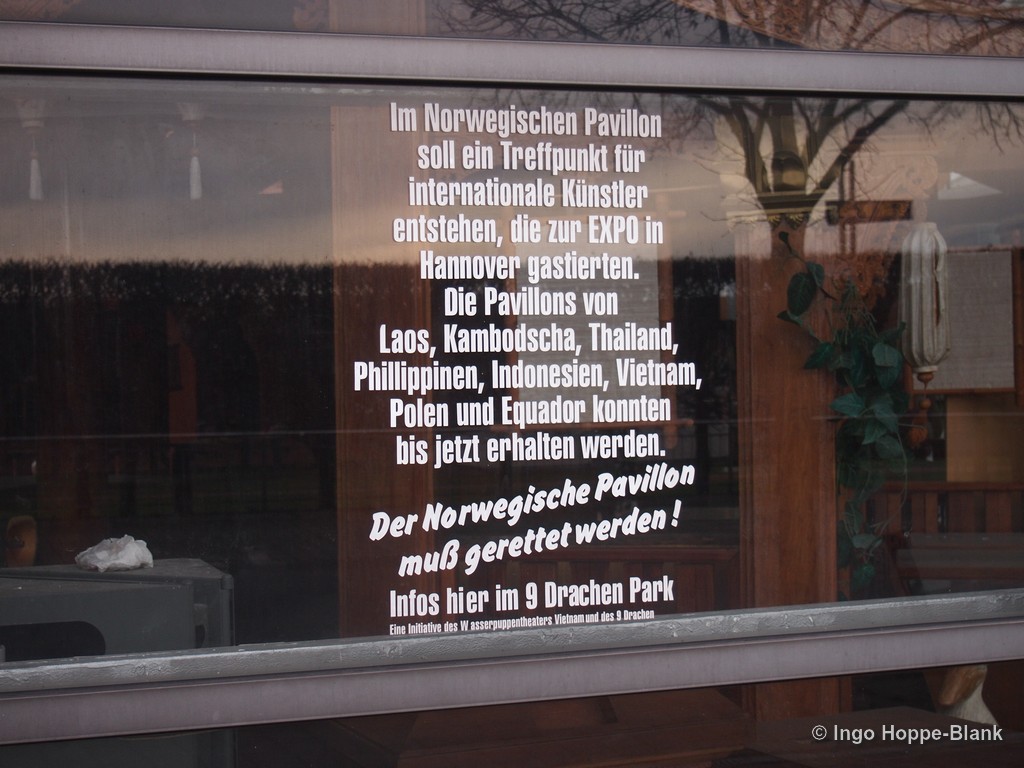 Im Norwegischen Pavillon
soll ein Treffpunkt für
internationale Künstler
entstehen, die zur EXPO in
Hannover gastierten.
Die Pavillons von
Laos, Kambodscha, Thailand,
Phillippinen, Indonesien, Vietnam,
Polen und Equador konnten
bis jetzt erhalten werden.
Der Norwegische Pavillon
muß gerettet werden!
Infos hier im 9 Drachen Park
Eine Initiative des Wasserpuppentheaters Vietnam und des 9 Drachen
© Ingo Hoppe-Blank